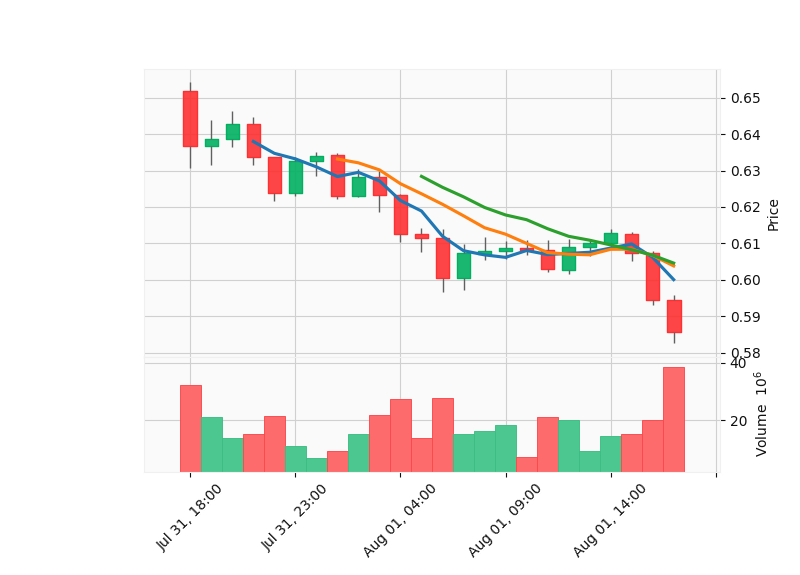 0.65
0.64
0.63
0.62
0.61
0.60
0.59
0.58
Price
40
20
Volume 10⁶
Jul 31, 18:00
Jul 31, 23:00
Aug 01, 04:00
Aug 01, 09:00
Aug 01, 14:00